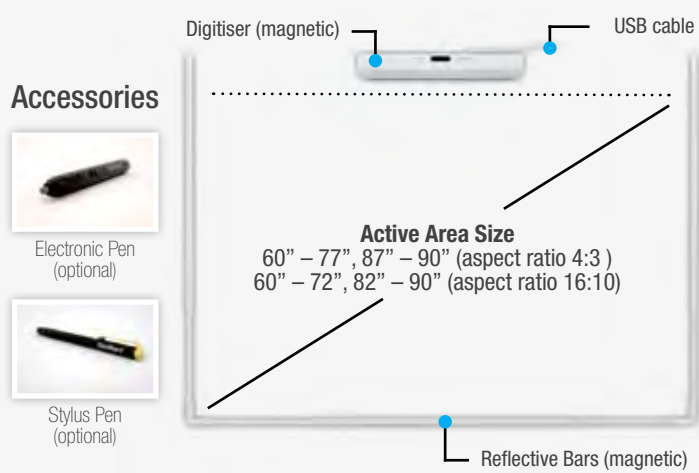 Digitiser (magnetic)
USB cable
Accessories
Electronic Pen
(optional)
Active Area Size
60” – 77”, 87” – 90” (aspect ratio 4:3 )
60” – 72”, 82” – 90” (aspect ratio 16:10)
Stylus Pen
(optional)
Reflective Bars (magnetic)